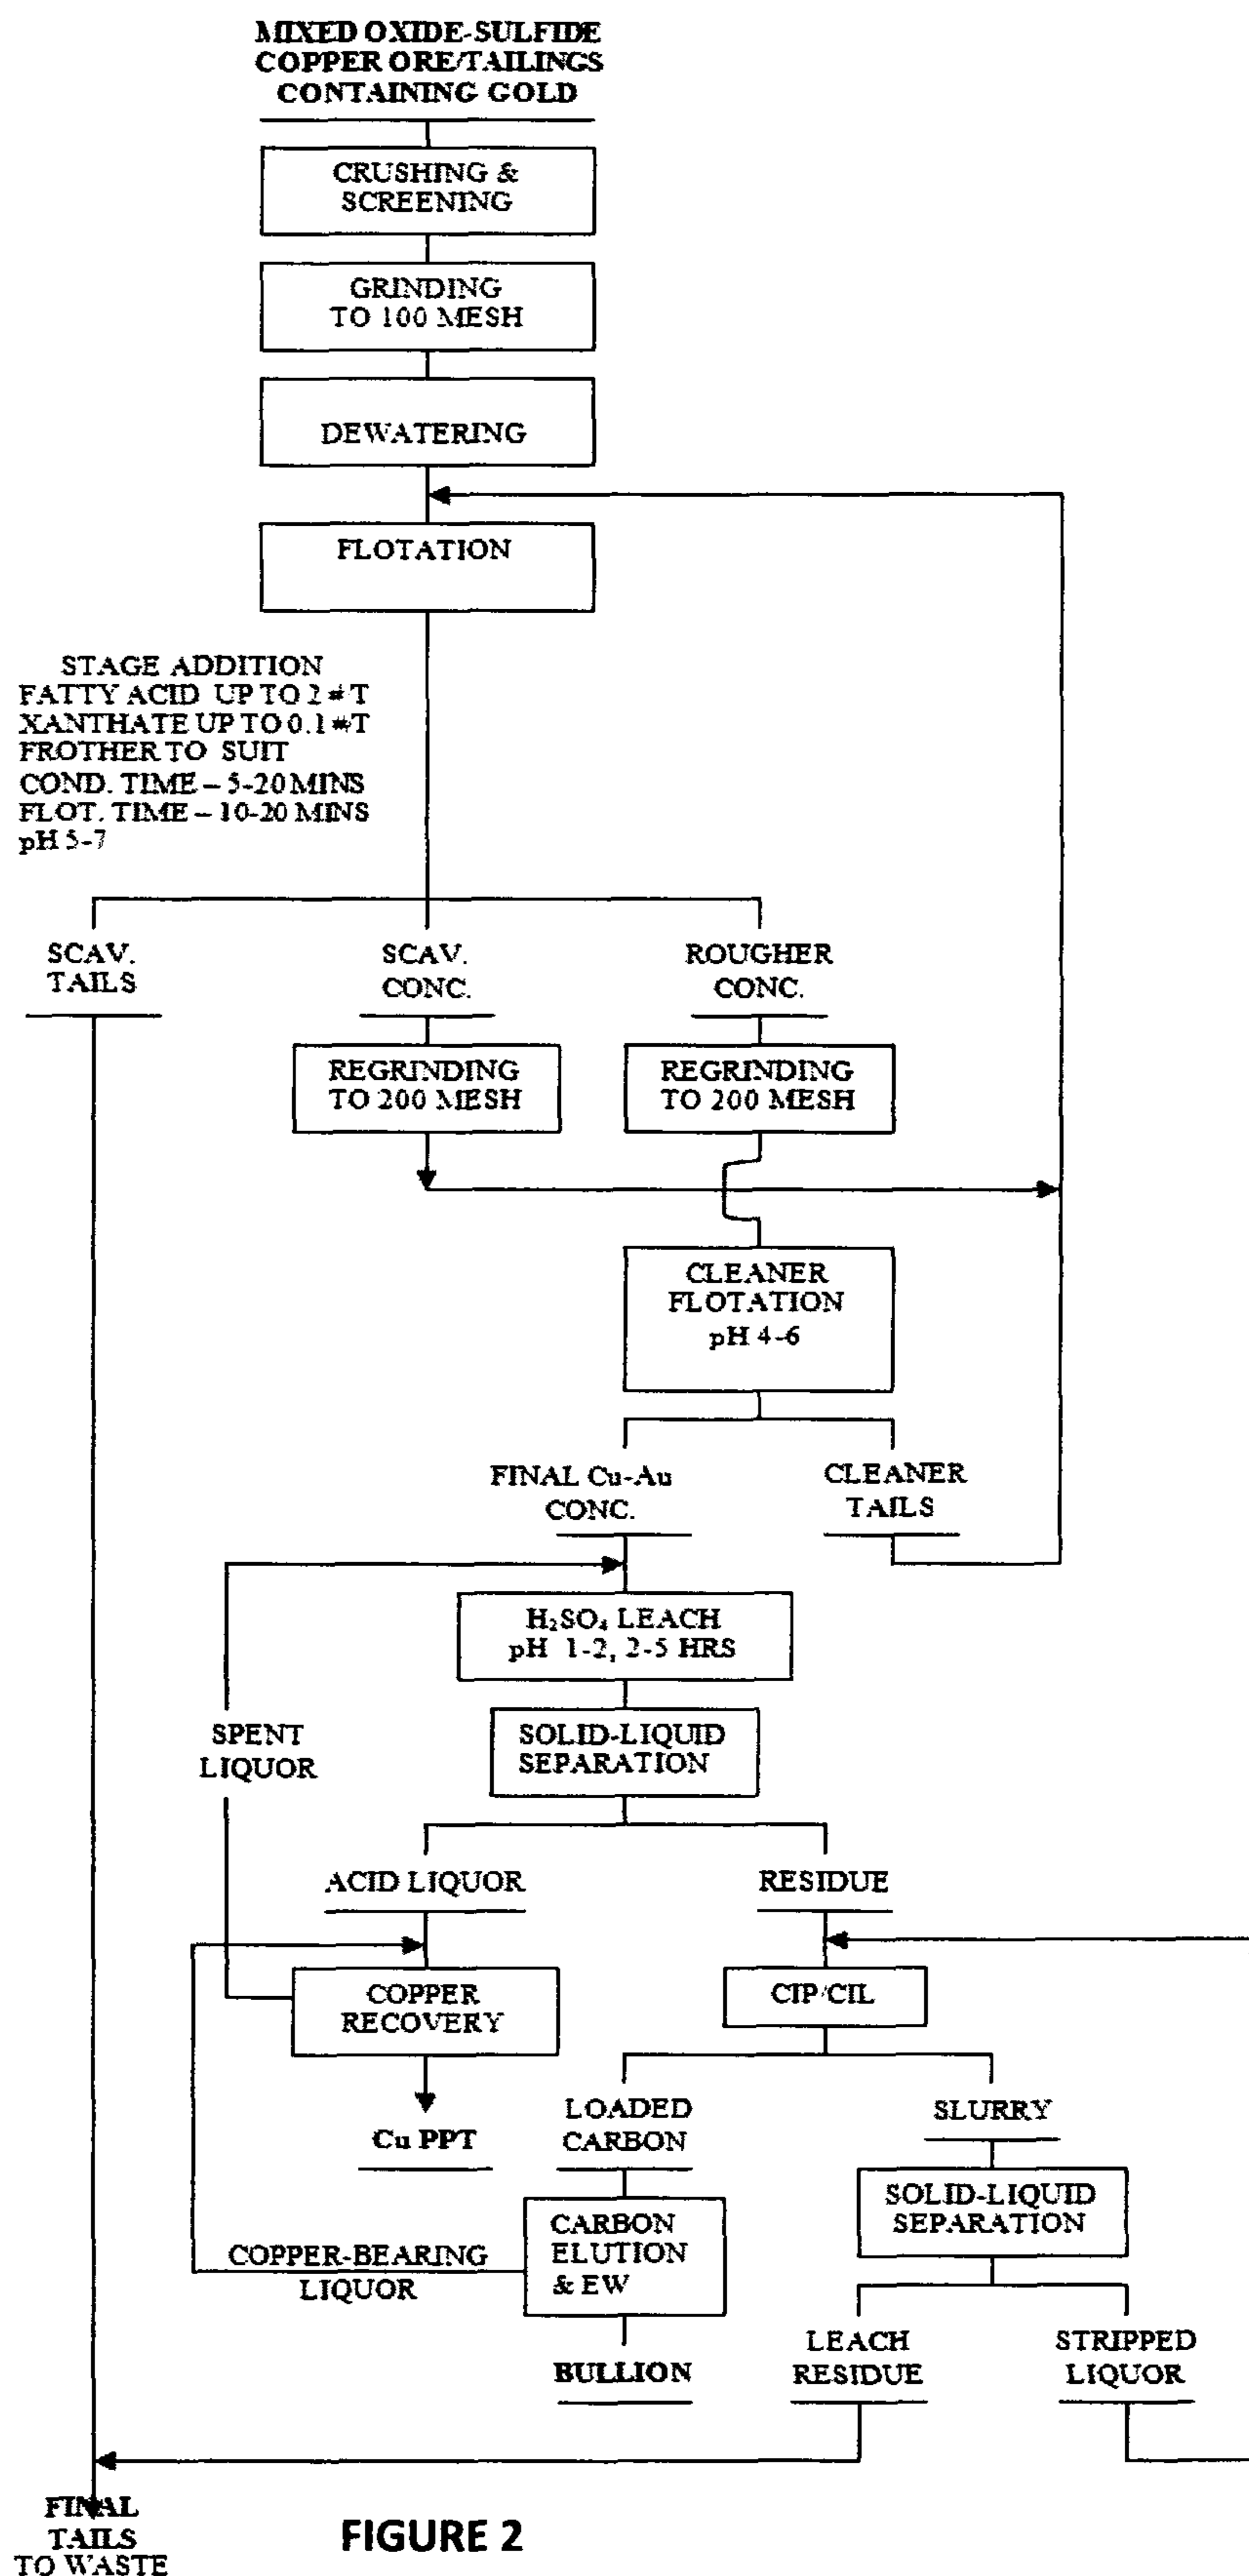 MIXED OXIDE-SULFIDE
COPPER ORE/TAILINGS
CONTAINING GOLD
CRUSHING &
SCREENING
GRINDING
TO 100 MESH
DEWATERING
FLOTATION
STAGE ADDITION
FATTY ACID UP TO 2 #/T
XANTHATE UP TO 0.1 #/T
FROTHER TO SUIT
COND. TIME – 5-20 MINS
FLOT. TIME – 10-20 MINS
pH 5-7
SCAV.
TAILS
SCAV.
CONC.
ROUGHER
CONC.
REGRINDING
TO 200 MESH
REGRINDING
TO 200 MESH
CLEANER
FLOTATION
pH 4-6
FINAL Cu-Au
CONC.
CLEANER
TAILS
H₂SO₄ LEACH
pH 1-2, 2-5 HRS
SPENT
LIQUOR
SOLID-LIQUID
SEPARATION
ACID LIQUOR
RESIDUE
COPPER
RECOVERY
CIP/CIL
Cu PPT
LOADED
CARBON
SLURRY
COPPER-BEARING
LIQUOR
CARBON
ELUTION
& EW
SOLID-LIQUID
SEPARATION
BULLION
LEACH
RESIDUE
STRIPPED
LIQUOR
FINAL
TAILS
TO WASTE
FIGURE 2